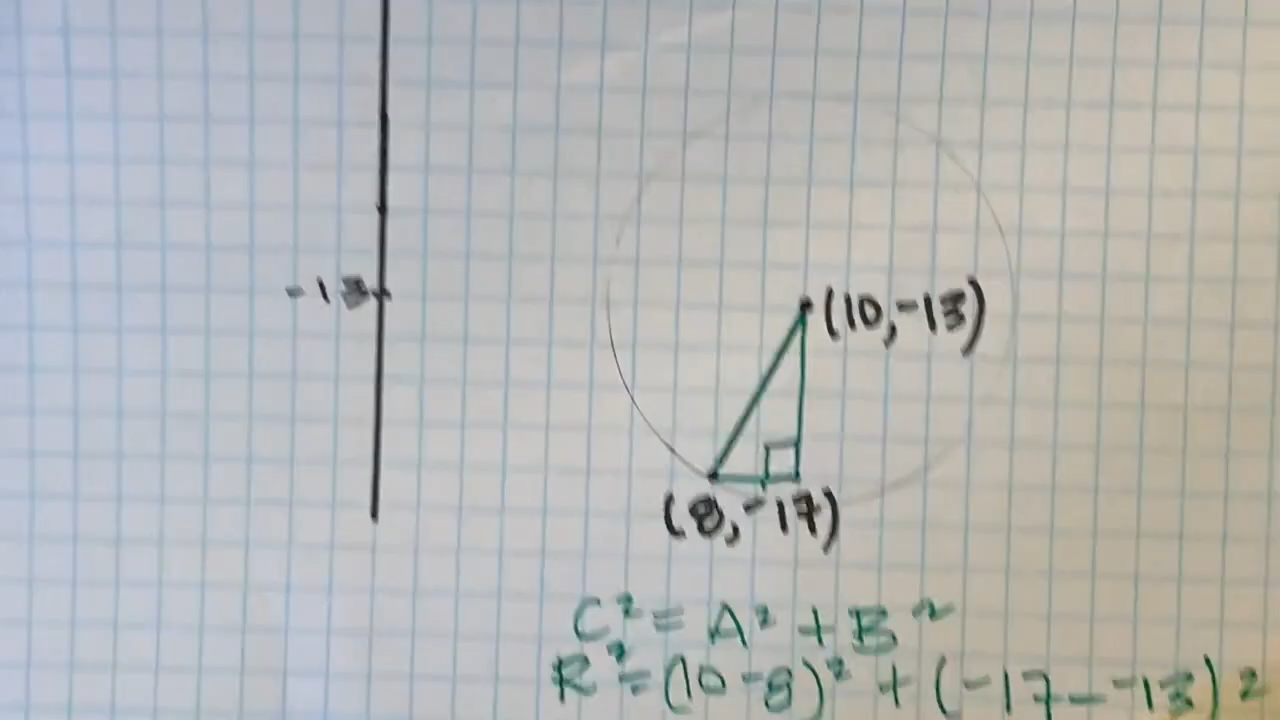 -13
(10,-13)
(8,-17)
C² = A² + B²
R² = (10-8)² + (-17--13)²